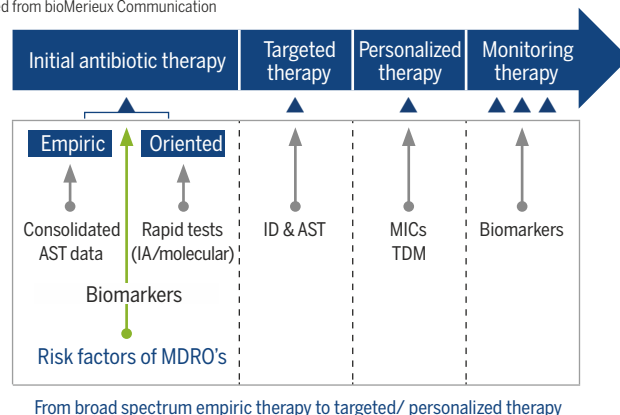 from bioMerieux Communication
Initial antibiotic therapy
Targeted
therapy
Personalized
therapy
Monitoring
therapy
Empiric
Oriented
Consolidated
AST data
Rapid tests
(IA/molecular)
ID & AST
MICs
TDM
Biomarkers
Biomarkers
Risk factors of MDRO's
From broad spectrum empiric therapy to targeted/ personalized therapy